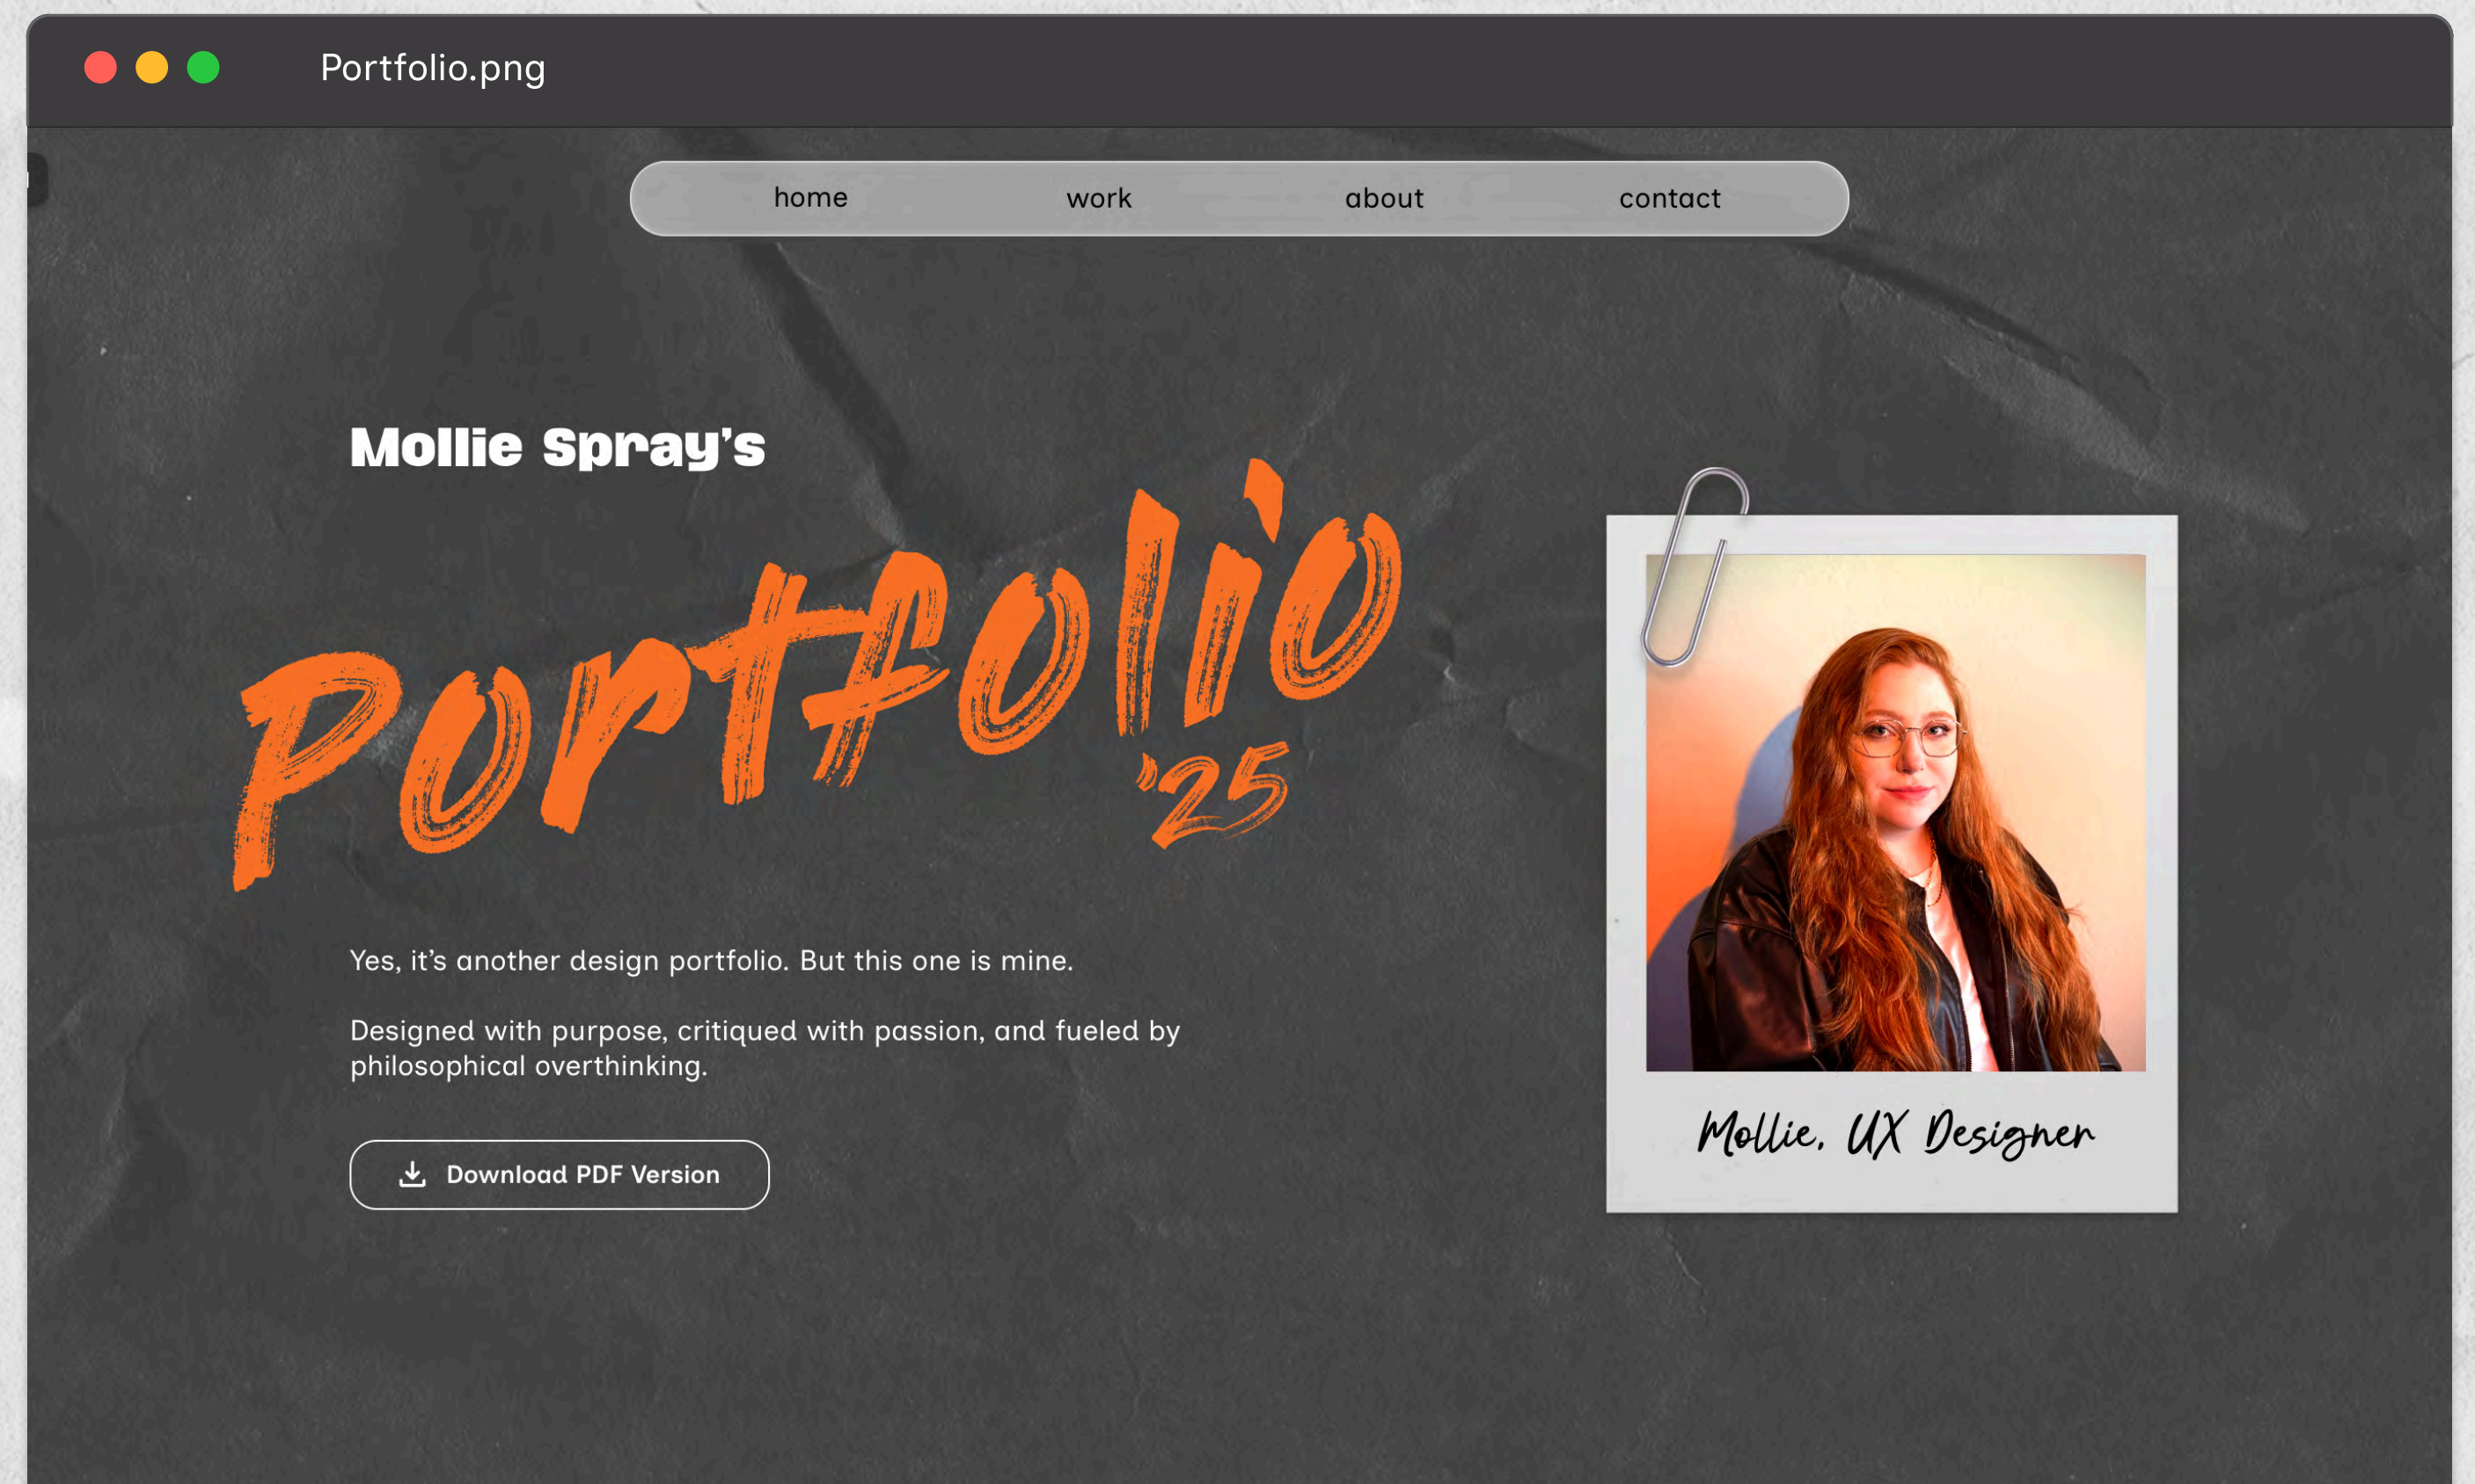 Portfolio.png
home
work
about
contact
Mollie Spray’s
Portfolio
’25
Yes, it’s another design portfolio. But this one is mine.
Designed with purpose, critiqued with passion, and fueled by
philosophical overthinking.
Download PDF Version
Mollie, UX Designer